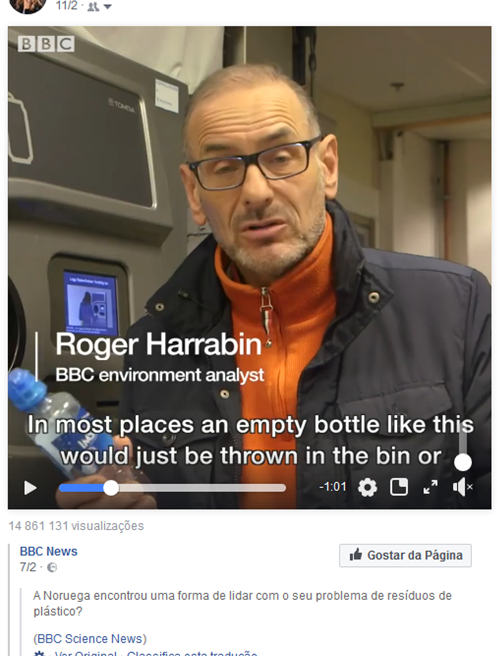 11/2 ·
BBC
TOMRA
Roger Harrabin
BBC environment analyst
In most places an empty bottle like this
would just be thrown in the bin or
-1:01
14 861 131 visualizações
BBC News
7/2 ·
Gostar da Página
A Noruega encontrou uma forma de lidar com o seu problema de resíduos de
plástico?
(BBC Science News)
· Ver Original · Classifica esta tradução